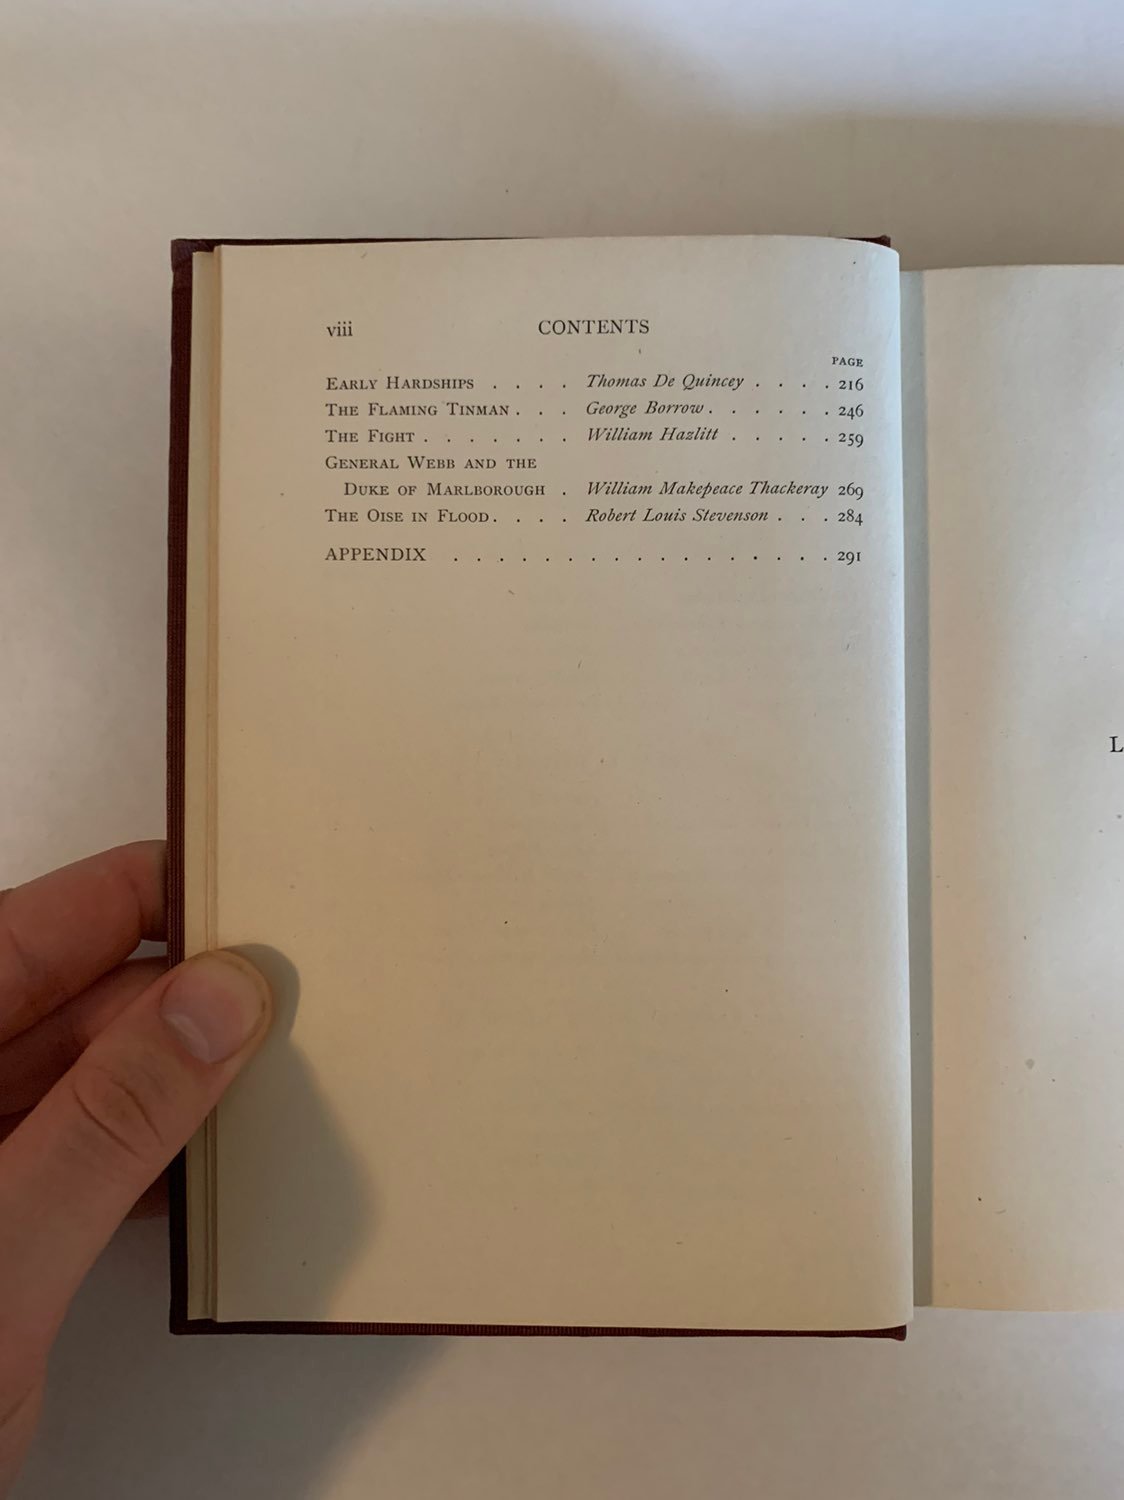 viii CONTENTS
PAGE
EARLY HARDSHIPS . . . . Thomas De Quincey . . . . 216
THE FLAMING TINMAN . . . George Borrow . . . . . . 246
THE FIGHT . . . . . . . William Hazlitt . . . . . 259
GENERAL WEBB AND THE
DUKE OF MARLBOROUGH . William Makepeace Thackeray 269
THE OISE IN FLOOD . . . . Robert Louis Stevenson . . . 284
APPENDIX . . . . . . . . . . . . . . . . . 291
L